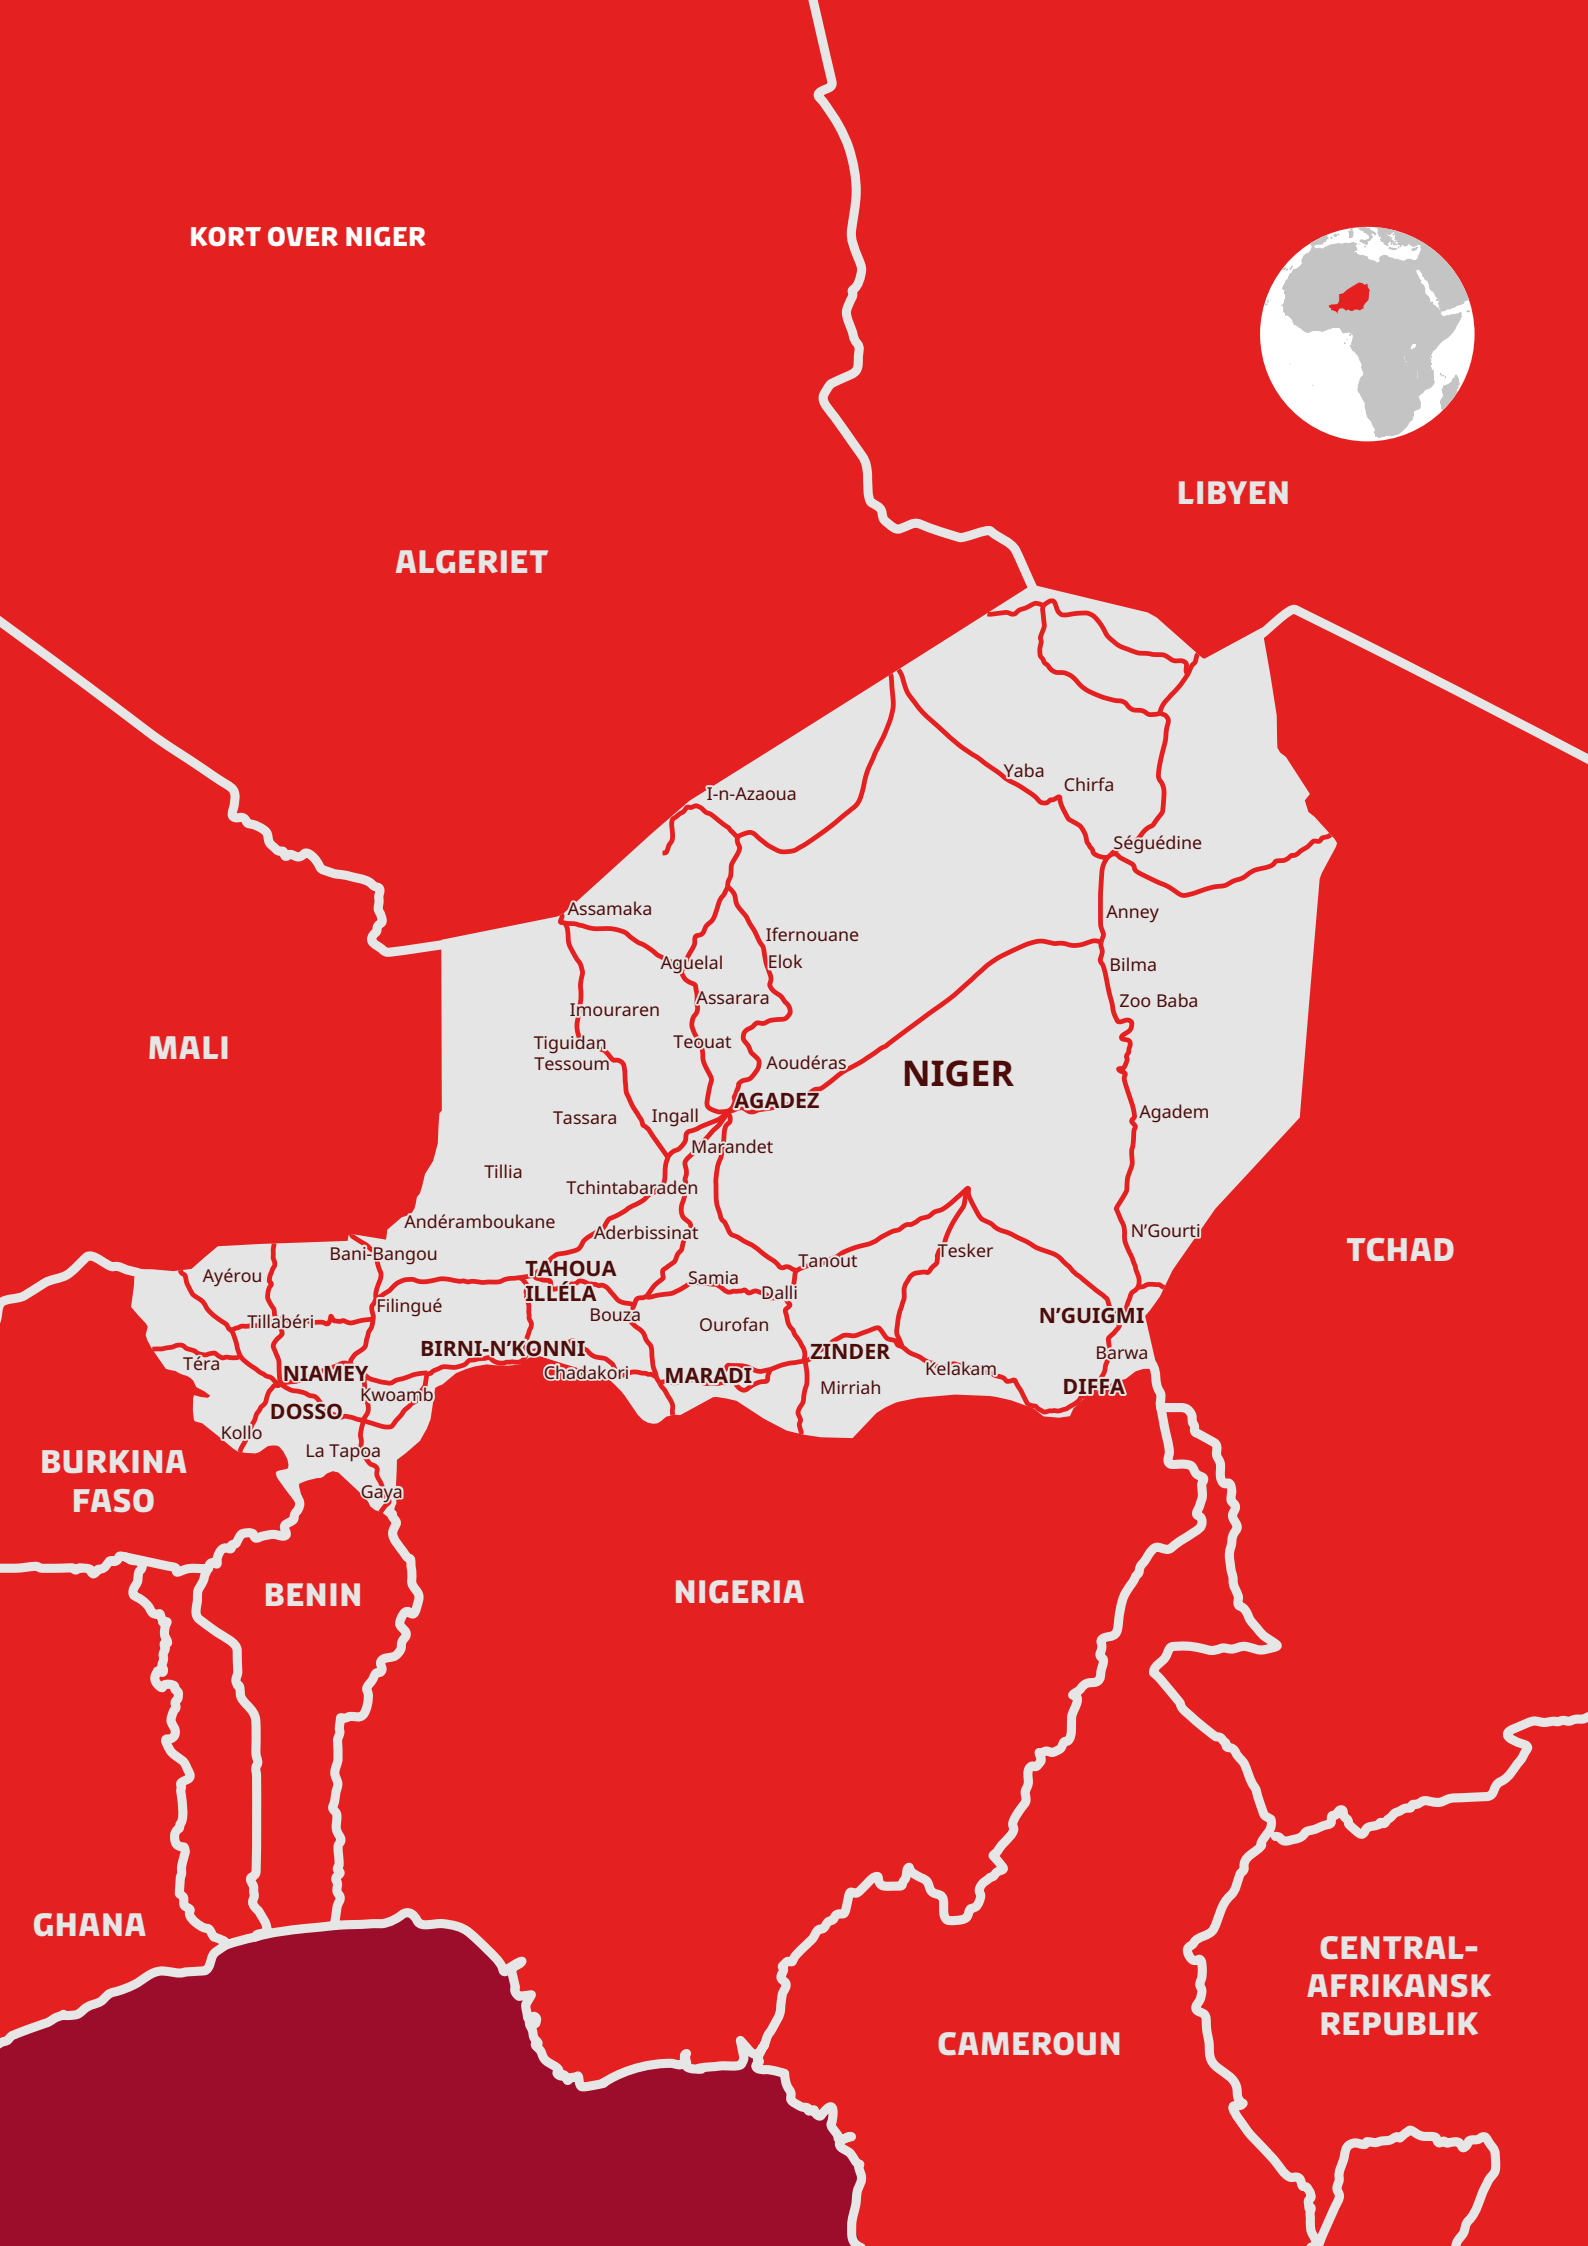 KORT OVER NIGER
LIBYEN
ALGERIET
Yaba
Chirfa
I-n-Azaoua
Séguédine
Assamaka
Anney
Ifernouane
Aguelal
Elok
Bilma
Assarara
Zoo Baba
Imouraren
MALI
Tiguidan
Tessoum
Teouat
Aoudéras
NIGER
AGADEZ
Tassara
Ingall
Agadem
Marandet
Tillia
Tchintabaraden
Andéramboukane
Aderbissinat
N’Gourti
TCHAD
Bani-Bangou
Tesker
Tanout
Ayérou
TAHOUA
Samia
ILLÉLA
Dalli
Filingué
Bouza
N’GUIGMI
Tillabéri
Ourofan
BIRNI-N’KONNI
ZINDER
Barwa
Téra
NIAMEY
Chadakori
MARADI
Kelakam
Mirriah
DIFFA
Kwoamb
DOSSO
Kollo
La Tapoa
BURKINA
FASO
Gaya
BENIN
NIGERIA
GHANA
CENTRAL-
AFRIKANSK
REPUBLIK
CAMEROUN